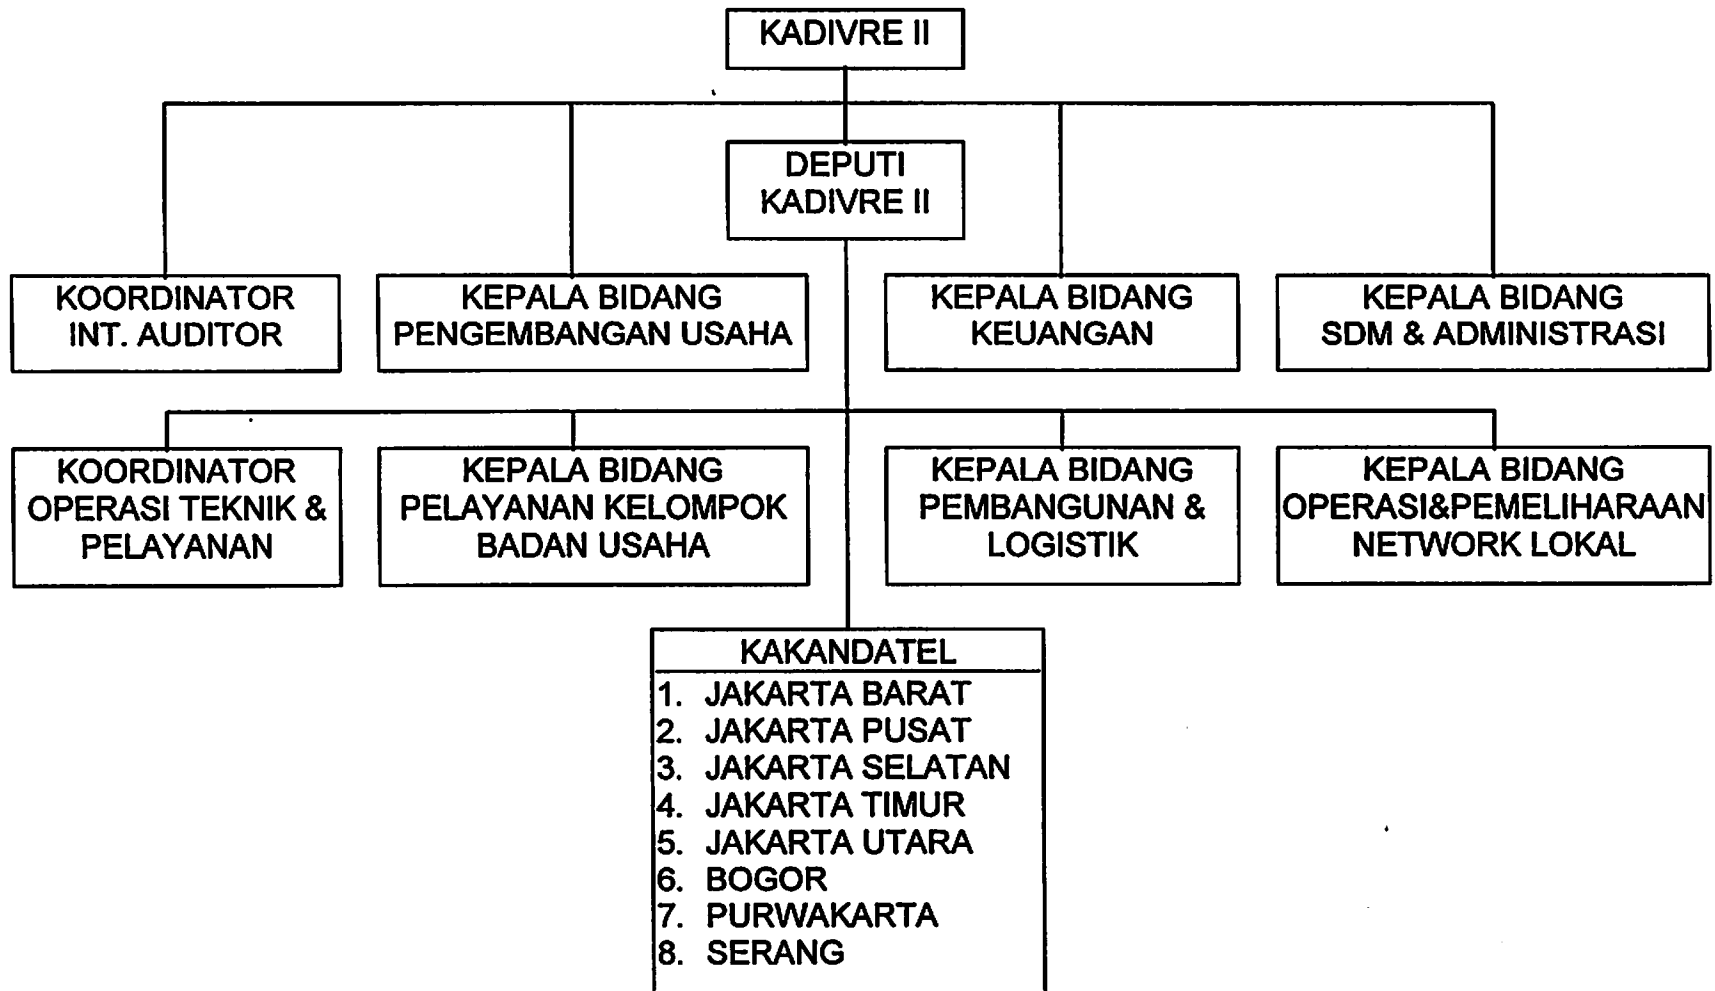 KADIVRE II
DEPUTI
KADIVRE II
KOORDINATOR
INT. AUDITOR
KEPALA BIDANG
PENGEMBANGAN USAHA
KEPALA BIDANG
KEUANGAN
KEPALA BIDANG
SDM & ADMINISTRASI
KOORDINATOR
OPERASI TEKNIK &
PELAYANAN
KEPALA BIDANG
PELAYANAN KELOMPOK
BADAN USAHA
KEPALA BIDANG
PEMBANGUNAN &
LOGISTIK
KEPALA BIDANG
OPERASI&PEMELIHARAAN
NETWORK LOKAL
KAKANDATEL
1. JAKARTA BARAT
2. JAKARTA PUSAT
3. JAKARTA SELATAN
4. JAKARTA TIMUR
5. JAKARTA UTARA
6. BOGOR
7. PURWAKARTA
8. SERANG